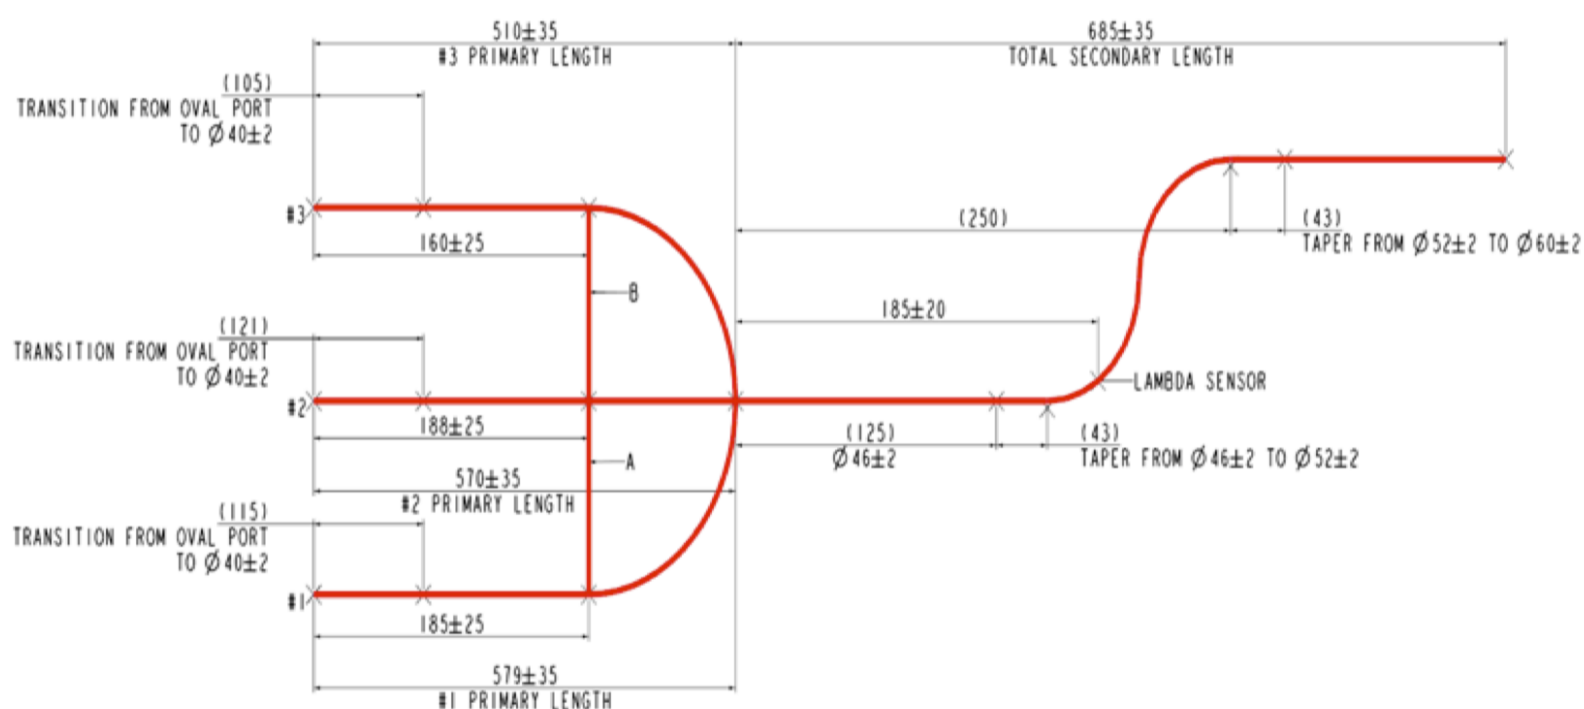 510±35
#3 PRIMARY LENGTH
685±35
TOTAL SECONDARY LENGTH
(105)
TRANSITION FROM OVAL PORT
TO Ø40±2
#3
160±25
(250)
(43)
TAPER FROM Ø52±2 TO Ø60±2
B
185±20
(121)
TRANSITION FROM OVAL PORT
TO Ø40±2
LAMBDA SENSOR
#2
188±25
(125)
Ø46±2
(43)
TAPER FROM Ø46±2 TO Ø52±2
A
570±35
#2 PRIMARY LENGTH
(115)
TRANSITION FROM OVAL PORT
TO Ø40±2
#1
185±25
579±35
#1 PRIMARY LENGTH